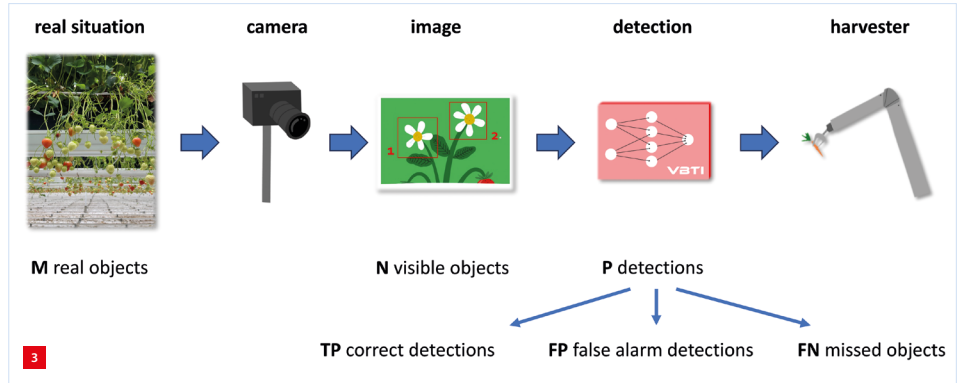 real situation
camera
image
detection
harvester
1
2
VBTI
M real objects
N visible objects
P detections
TP correct detections
FP false alarm detections
FN missed objects
3